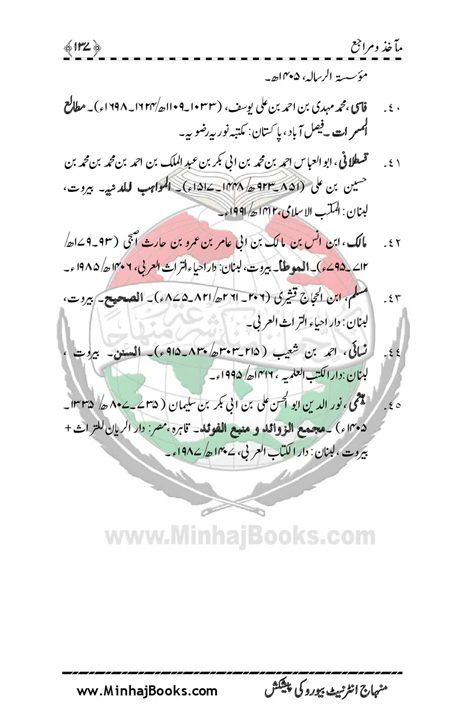 مآخذ و مراجع ﴿۱۳۷﴾
مؤسسۃ الرسالہ، ۱۴۰۵ھ۔
۴۰۔ فاسی، محمد مہدی بن احمد بن علی یوسف، (۱۰۳۳۔۱۱۰۹ھ/۱۶۲۴۔۱۶۹۸ء)۔ مطالع
المسرات۔ فیصل آباد، پاکستان: مکتبہ نوریہ رضویہ۔
۴۱۔ قسطلانی، ابو العباس احمد بن محمد بن ابی بکر بن عبد الملک بن احمد بن محمد بن محمد بن
حسین بن علی (۸۵۱۔۹۲۳ھ/۱۴۴۸۔۱۵۱۷ء)۔ المواہب اللدنیہ۔ بیروت،
لبنان: المکتب الاسلامی، ۱۴۱۲ھ/۱۹۹۱ء۔
۴۲۔ مالک، ابن انس بن مالک بن ابی عامر بن عمرو بن حارث اصبحی (۹۳۔۱۷۹ھ/
۷۱۲۔۷۹۵ء)۔ الموطأ۔ بیروت، لبنان: دار احیاء التراث العربی، ۱۴۰۶ھ/۱۹۸۵ء۔
۴۳۔ مسلم، ابن الحجاج قشیری (۲۰۶۔۲۶۱ھ/۸۲۱۔۸۷۵ء)۔ الصحیح۔ بیروت،
لبنان: دار احیاء التراث العربی۔
۴۴۔ نسائی، احمد بن شعیب (۲۱۵۔۳۰۳ھ/۸۳۰۔۹۱۵ء)۔ السنن۔ بیروت،
لبنان: دار الکتب العلمیہ، ۱۴۱۶ھ/۱۹۹۵ء۔
۴۵۔ ہیثمی، نور الدین ابو الحسن علی بن ابی بکر بن سلیمان (۷۳۵۔۸۰۷ھ/۱۳۳۵۔
۱۴۰۵ء)۔ مجمع الزوائد و منبع الفوائد۔ قاہرہ، مصر: دار الریان للتراث +
بیروت، لبنان: دار الکتاب العربی، ۱۴۰۷ھ/۱۹۸۷ء۔
www.MinhajBooks.com
منہاج انٹرنیٹ بیورو کی پیشکش www.MinhajBooks.com